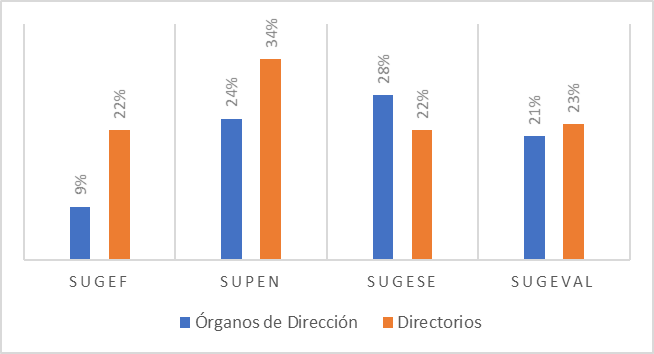 9%
22%
24%
34%
28%
22%
21%
23%
SUGEF
SUPEN
SUGESE
SUGEVAL
Órganos de Dirección
Directorios